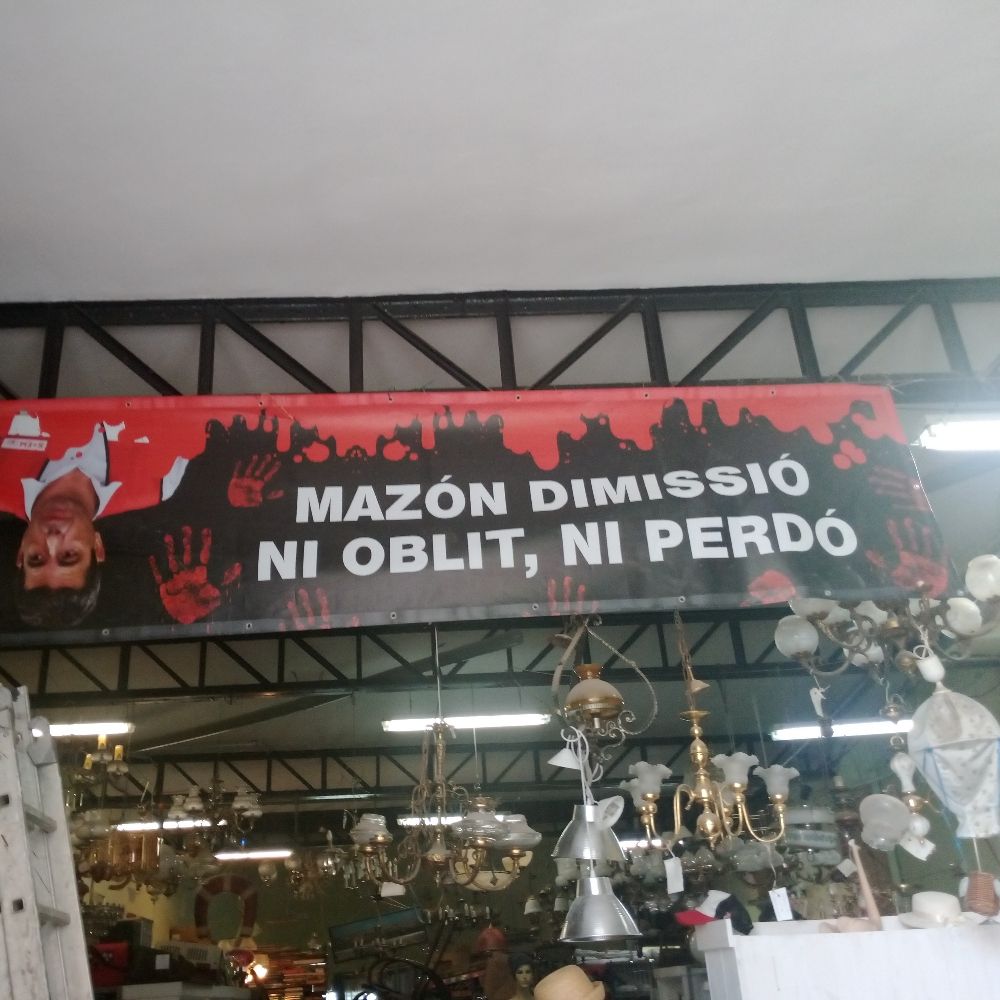 MAZÓN DIMISSIÓ
NI OBLIT, NI PERDÓ